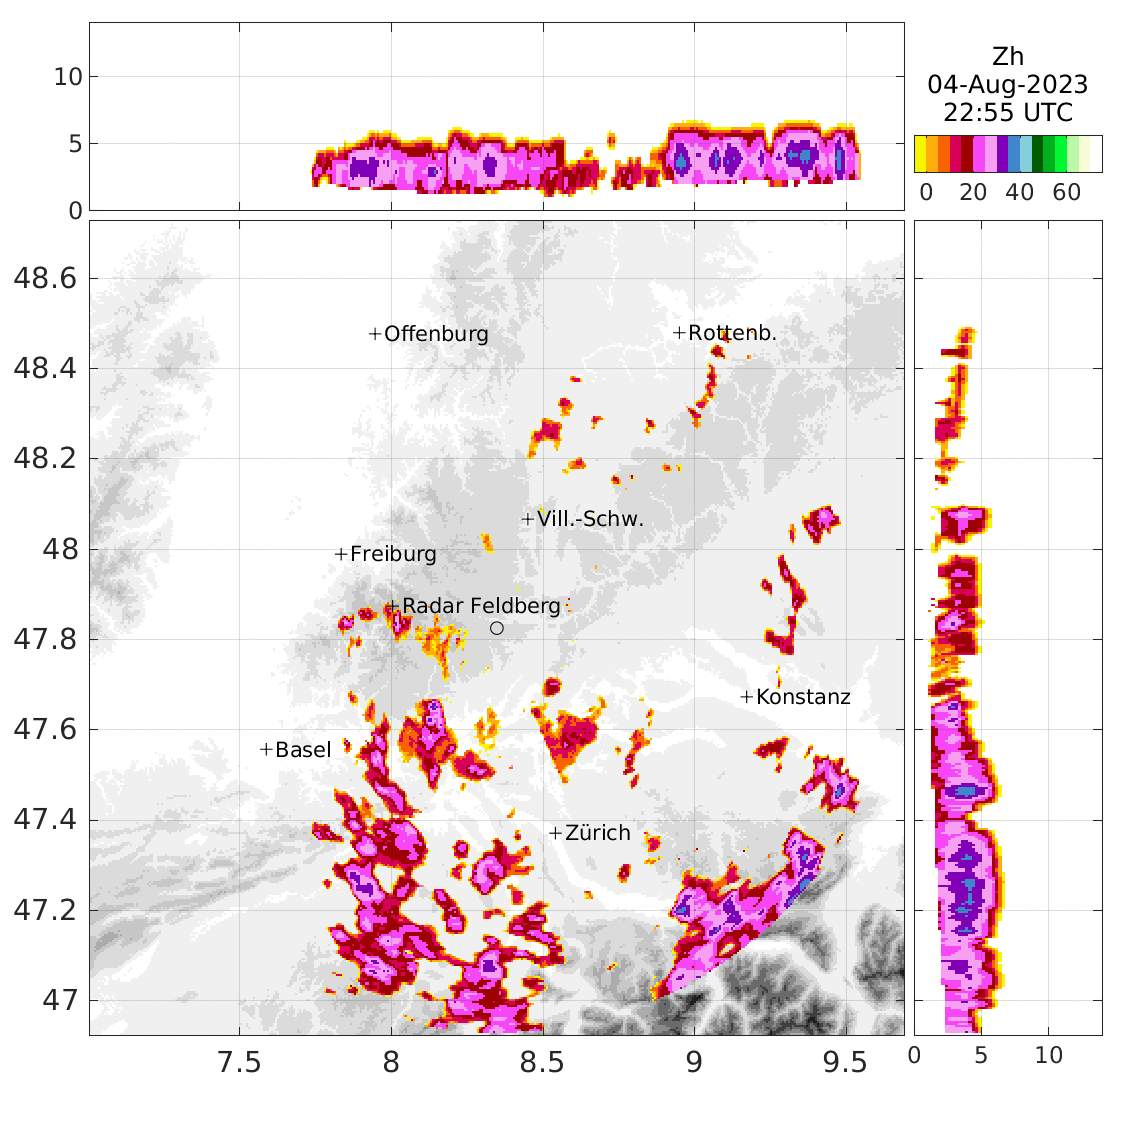 10
5
0
Zh
04-Aug-2023
22:55 UTC
0 20 40 60
48.6
48.4
48.2
48
47.8
47.6
47.4
47.2
47
+Offenburg
+Rottenb.
+Vill.-Schw.
+Freiburg
+Radar Feldberg
+Konstanz
+Basel
+Zürich
7.5 8 8.5 9 9.5
0 5 10